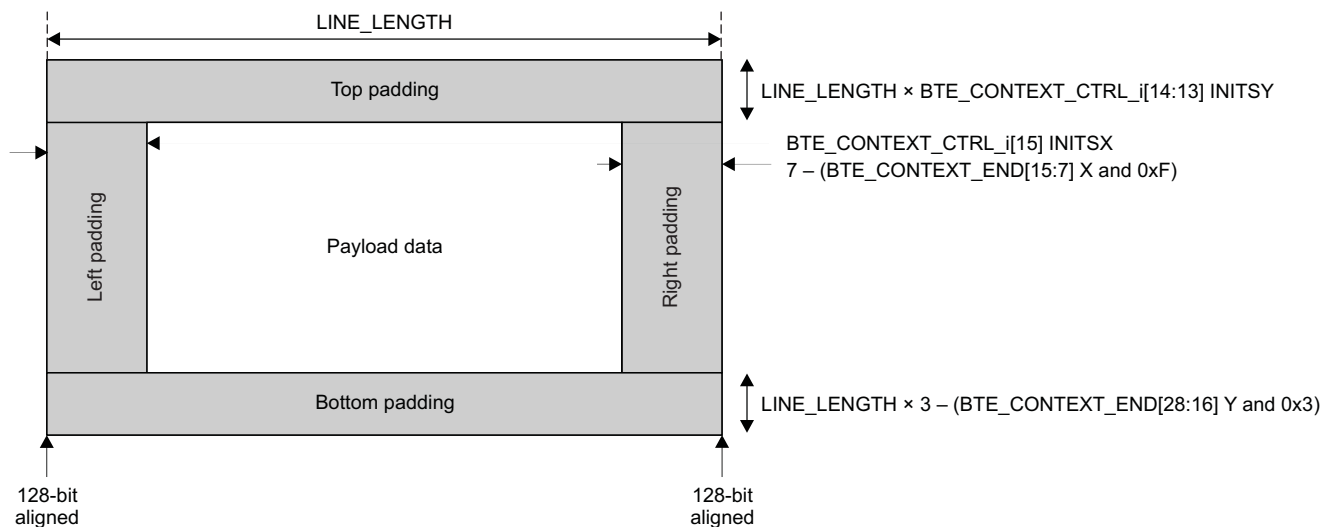 LINE_LENGTH
Top padding
LINE_LENGTH × BTE_CONTEXT_CTRL_i[14:13] INITSY
BTE_CONTEXT_CTRL_i[15] INITSX
7 – (BTE_CONTEXT_END[15:7] X and 0xF)
Left padding
Payload data
Right padding
Bottom padding
LINE_LENGTH × 3 – (BTE_CONTEXT_END[28:16] Y and 0x3)
128-bit
aligned
128-bit
aligned